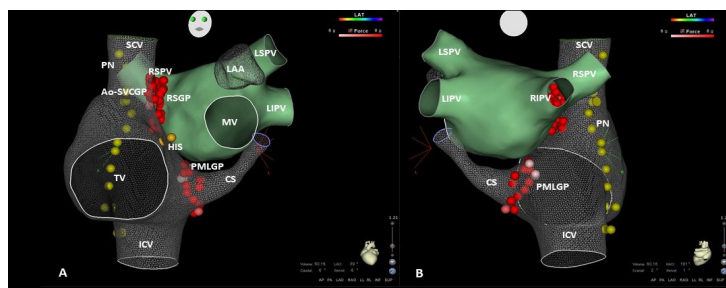 LAT
Force
SCV
PN
LSPV
LAA
RSPV
Ao-SVCGP
RSGP
LIPV
MV
HIS
PMLGP
TV
CS
ICV
A
AP PA LAO RAO LL RL INF SUP
LAT
Force
SCV
LSPV
RSPV
RIPV
LIPV
PN
CS
PMLGP
ICV
B
AP PA LAO RAO LL RL INF SUP